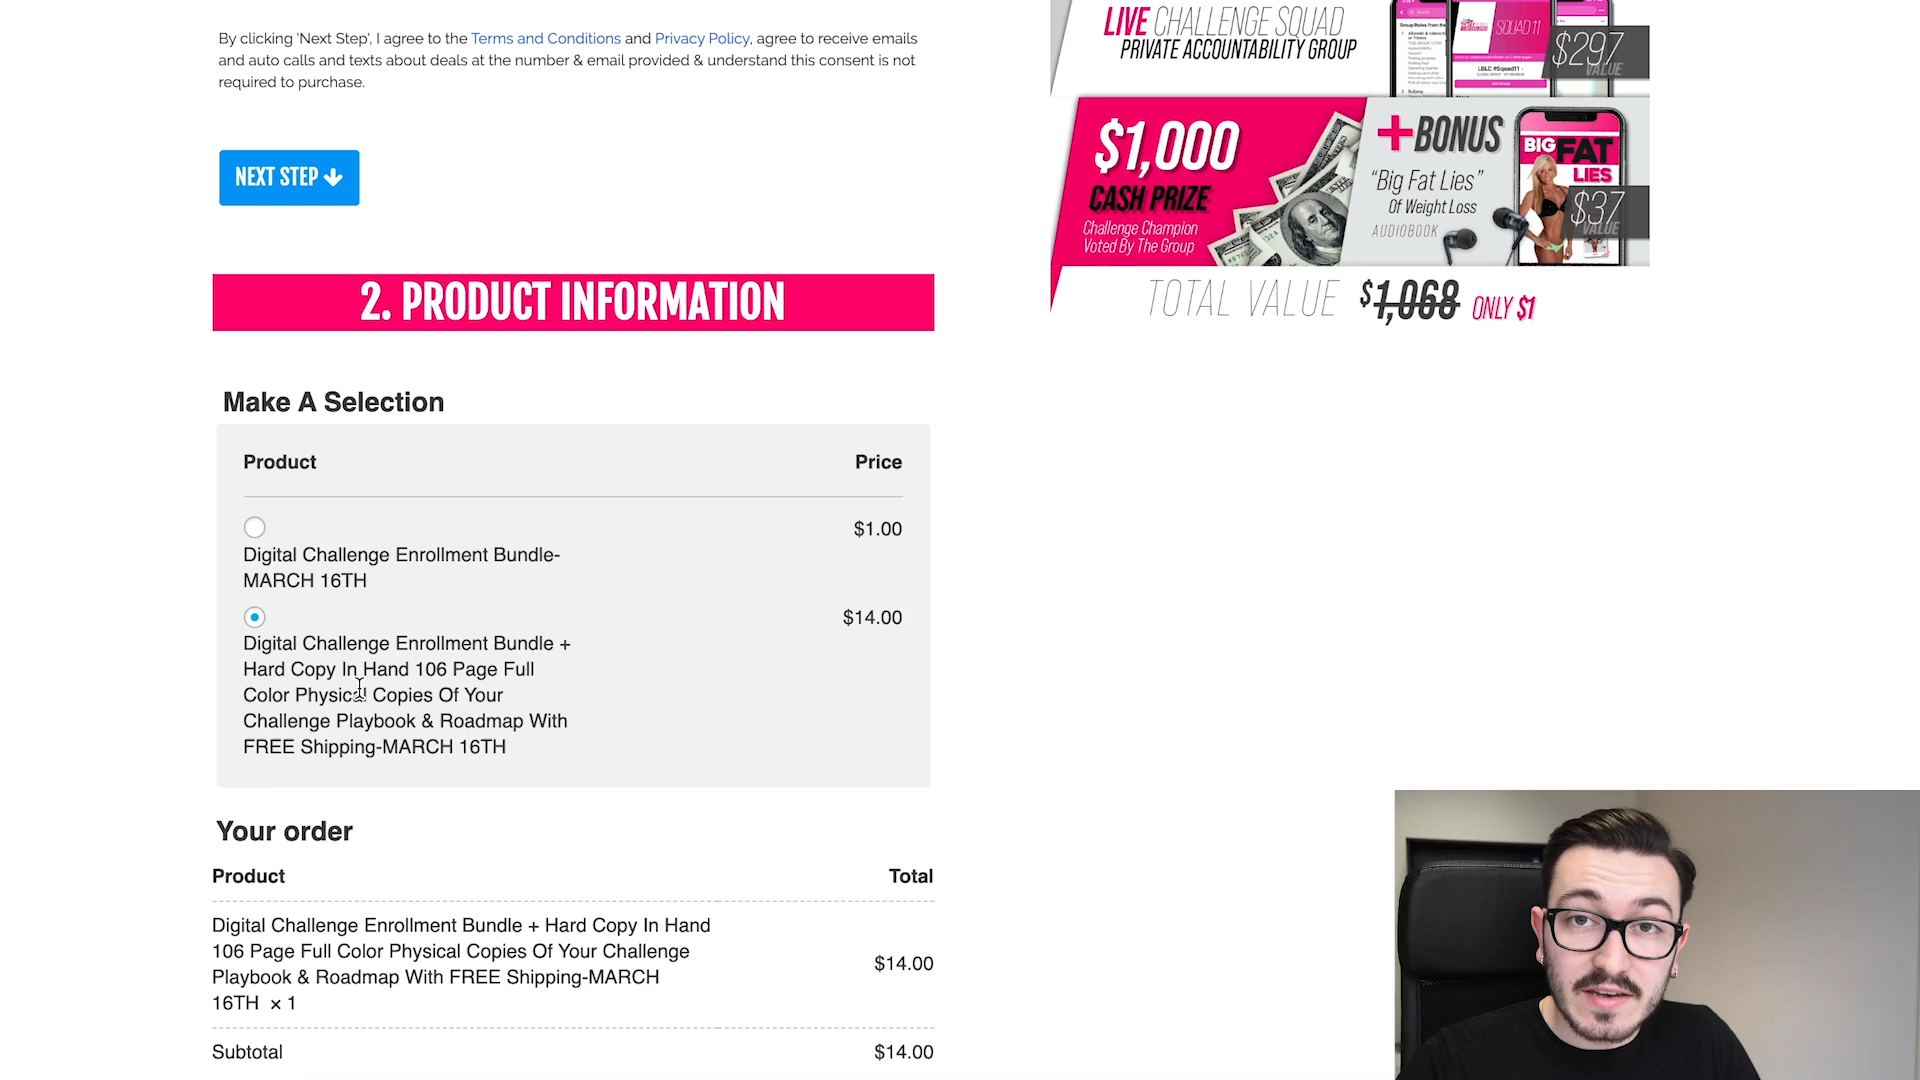 By clicking 'Next Step', I agree to the Terms and Conditions and Privacy Policy, agree to receive emails
and auto calls and texts about deals at the number & email provided & understand this consent is not
required to purchase.
NEXT STEP
2. PRODUCT INFORMATION
Make A Selection
Product Price
$1.00
Digital Challenge Enrollment Bundle-
MARCH 16TH
$14.00
Digital Challenge Enrollment Bundle +
Hard Copy In Hand 106 Page Full
Color Physical Copies Of Your
Challenge Playbook & Roadmap With
FREE Shipping-MARCH 16TH
Your order
Product Total
Digital Challenge Enrollment Bundle + Hard Copy In Hand
106 Page Full Color Physical Copies Of Your Challenge
Playbook & Roadmap With FREE Shipping-MARCH
16TH × 1
$14.00
Subtotal $14.00
LIVE CHALLENGE SQUAD
PRIVATE ACCOUNTABILITY GROUP
SQUAD 11
LBLC #Squad11
$297
VALUE
$1,000
CASH PRIZE
Challenge Champion
Voted By The Group
+BONUS
"Big Fat Lies"
Of Weight Loss
AUDIOBOOK
BIG FAT
LIES
$37
VALUE
TOTAL VALUE $1,068 ONLY $1